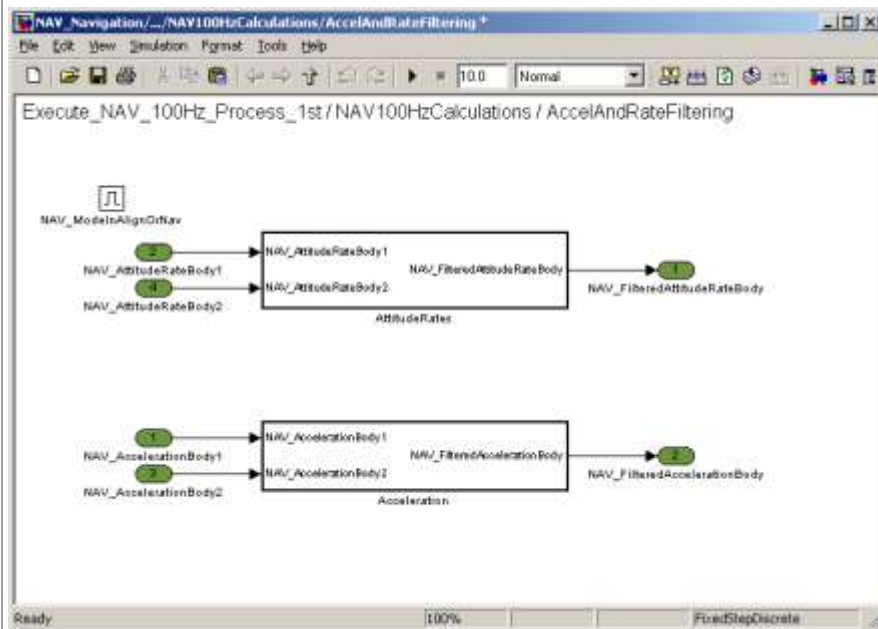 NAV_Navigation/.../NAV100HzCalculations/AccelAndRateFiltering *
File Edit View Simulation Format Tools Help
10.0 Normal
Execute_NAV_100Hz_Process_1st / NAV100HzCalculations / AccelAndRateFiltering
NAV_ModeInAlignOrNav
2
NAV_AttitudeRateBody1
4
NAV_AttitudeRateBody2
NAV_AttitudeRateBody1
NAV_AttitudeRateBody2
NAV_FilteredAttitudeRateBody
AttitudeRates
1
NAV_FilteredAttitudeRateBody
1
NAV_AccelerationBody1
3
NAV_AccelerationBody2
NAV_AccelerationBody1
NAV_AccelerationBody2
NAV_FilteredAccelerationBody
Acceleration
2
NAV_FilteredAccelerationBody
Ready 100% FixedStepDiscrete